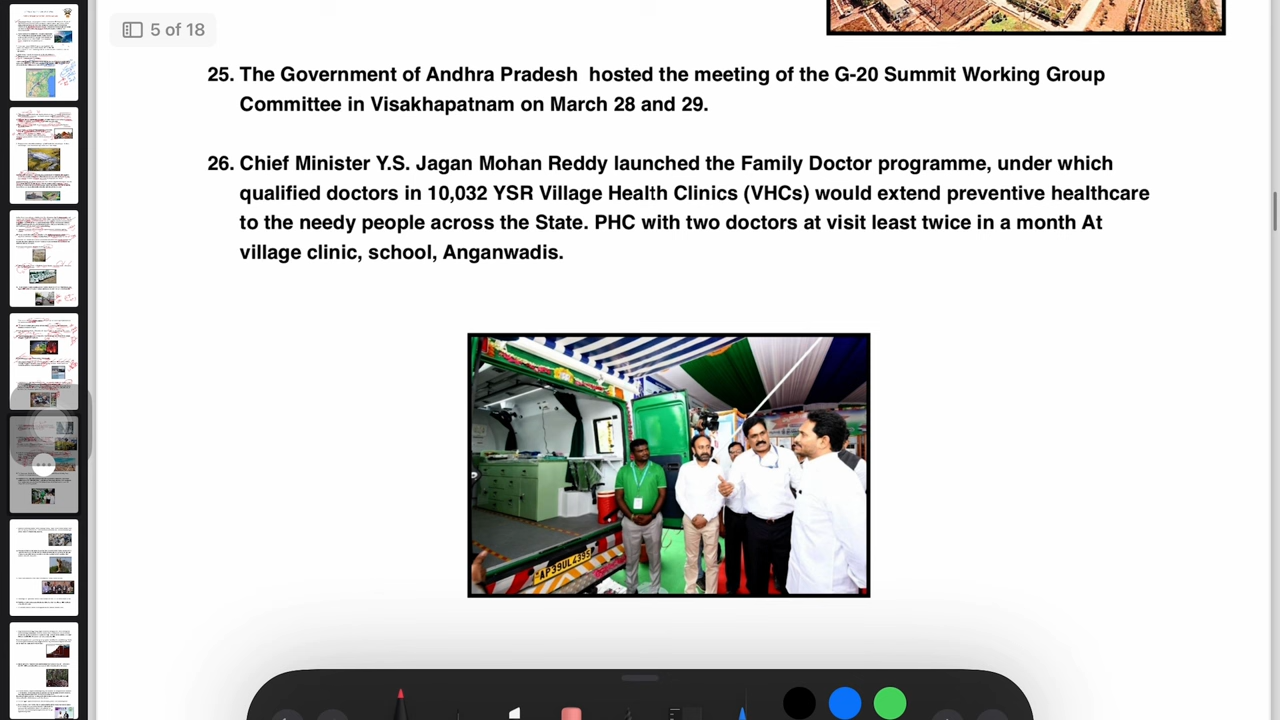 5 of 18
25. The Government of Andhra Pradesh hosted the meeting of the G-20 Summit Working Group
Committee in Visakhapatnam on March 28 and 29.
26. Chief Minister Y.S. Jagan Mohan Reddy launched the Family Doctor programme, under which
qualified doctors in 10,032 YSR Village Health Clinics (VHCs) would extend preventive healthcare
to the needy people across the State. PHC with two doctors at visit least twice in a month At
village clinic, school, Anganwadis.
AP39UL4395